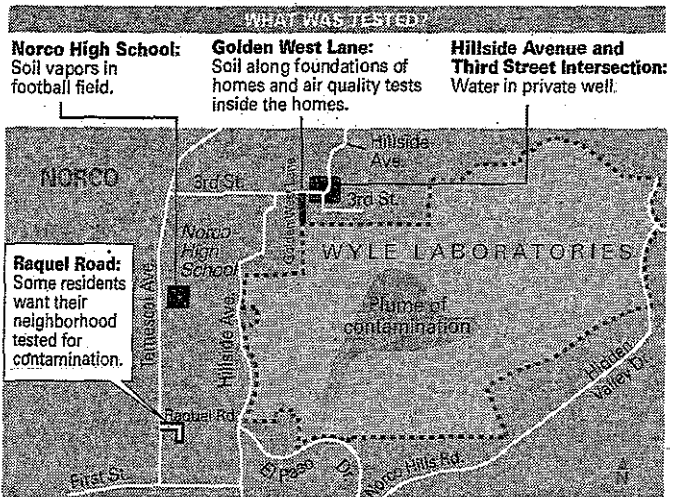 WHAT WAS TESTED?
Norco High School:
Soil vapors in
football field.
Golden West Lane:
Soil along foundations of
homes and air quality tests
inside the homes.
Hillside Avenue and
Third Street Intersection:
Water in private well.
Hillside
Ave.
NORCO
3rd St.
Golden West Lane
3rd St.
Norco
High
School
WYLE LABORATORIES
Raquel Road:
Some residents
want their
neighborhood
tested for
contamination.
Tamescal Ave.
Hillside Ave.
Plume of
contamination
Hidden
Valley Dr.
Raquel Rd.
First St.
El Paso Dr.
Norco Hills Rd.
N